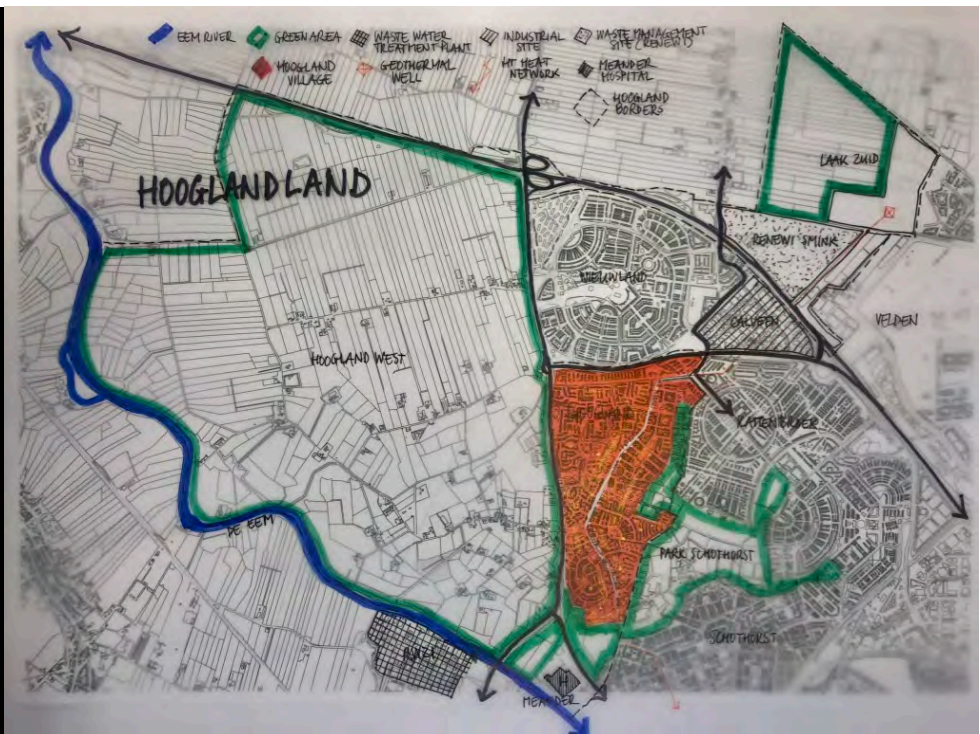 EEM RIVER
GREEN AREA
WASTE WATER
TREATMENT PLANT
INDUSTRIAL
SITE
WASTE MANAGEMENT
SITE (RENEWI)
HOOGLAND
VILLAGE
GEOTHERMAL
WELL
HT HEAT
NETWORK
MEANDER
HOSPITAL
HOOGLAND
BORDERS
LAAK ZUID
HOOGLANDLAND
RENEWI SMINK
NIEUWLAND
CALVEEN
VELDEN
HOOGLAND WEST
KATTENBROEK
DE EEM
PARK SCHOTHORST
SCHOTHORST
H
MEANDER